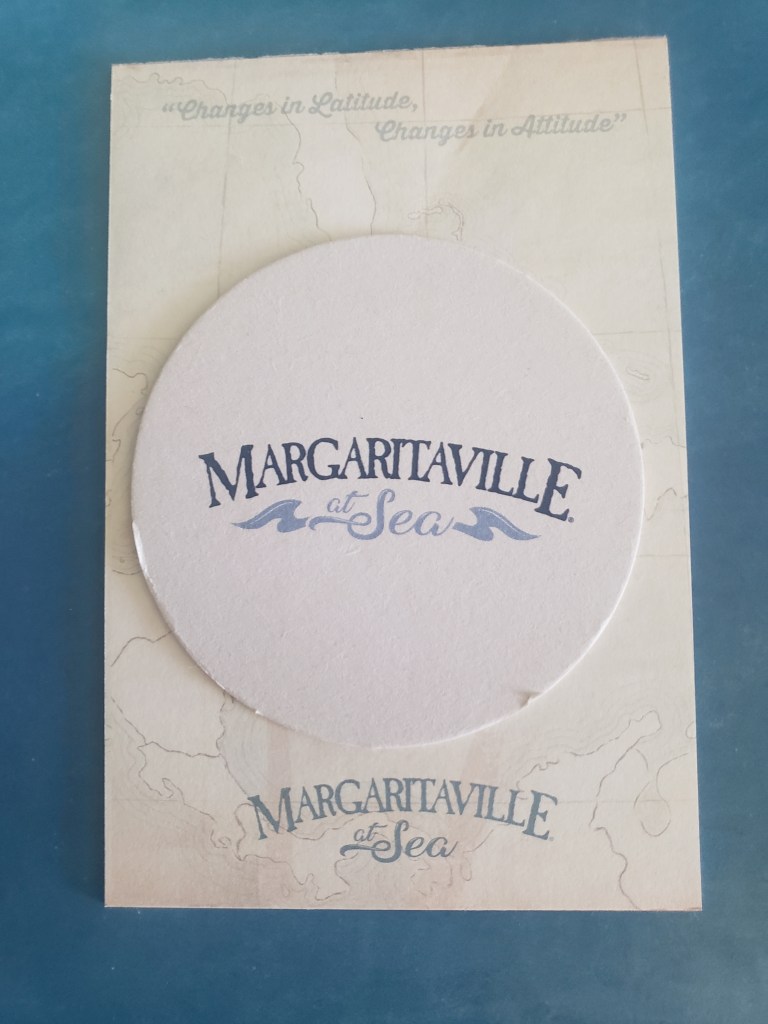 “Changes in Latitude,
Changes in Attitude”
MARGARITAVILLE
at Sea
MARGARITAVILLE
at Sea